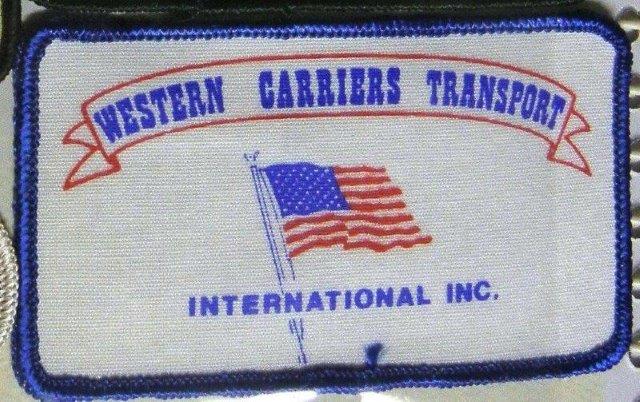 WESTERN CARRIERS TRANSPORT
INTERNATIONAL INC.